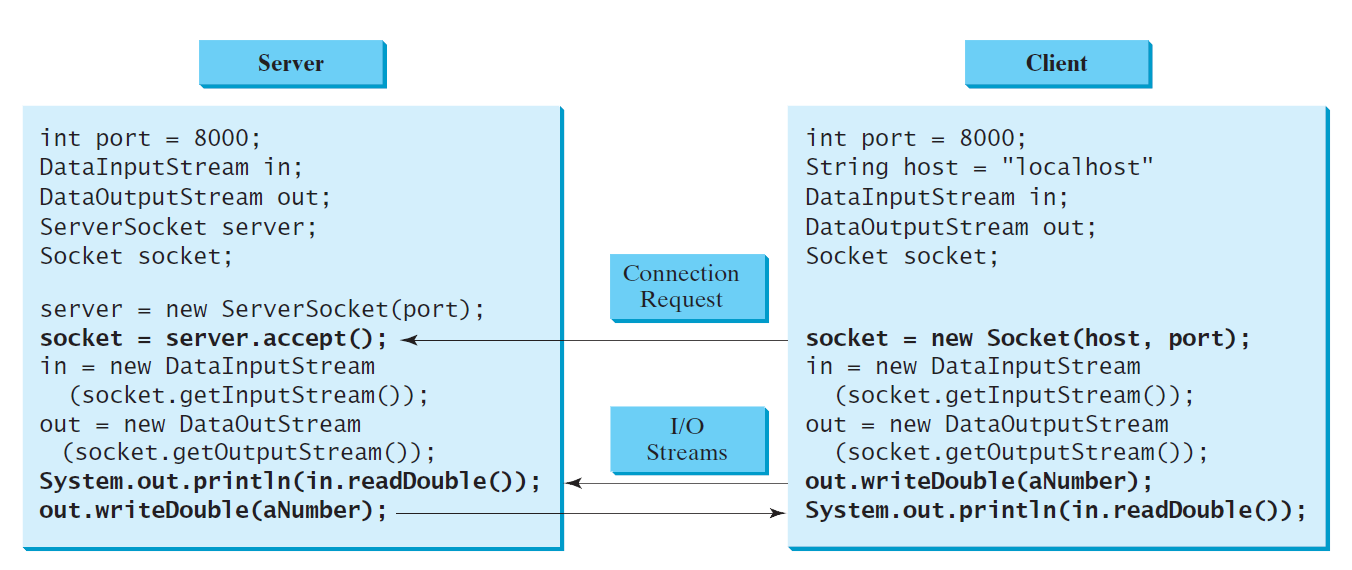 Server
int port = 8000;
DataInputStream in;
DataOutputStream out;
ServerSocket server;
Socket socket;
server = new ServerSocket(port);
socket = server.accept();
in = new DataInputStream
(socket.getInputStream());
out = new DataOutStream
(socket.getOutputStream());
System.out.println(in.readDouble());
out.writeDouble(aNumber);
Connection
Request
I/O
Streams
Client
int port = 8000;
String host = "localhost"
DataInputStream in;
DataOutputStream out;
Socket socket;
socket = new Socket(host, port);
in = new DataInputStream
(socket.getInputStream());
out = new DataOutputStream
(socket.getOutputStream());
out.writeDouble(aNumber);
System.out.println(in.readDouble());